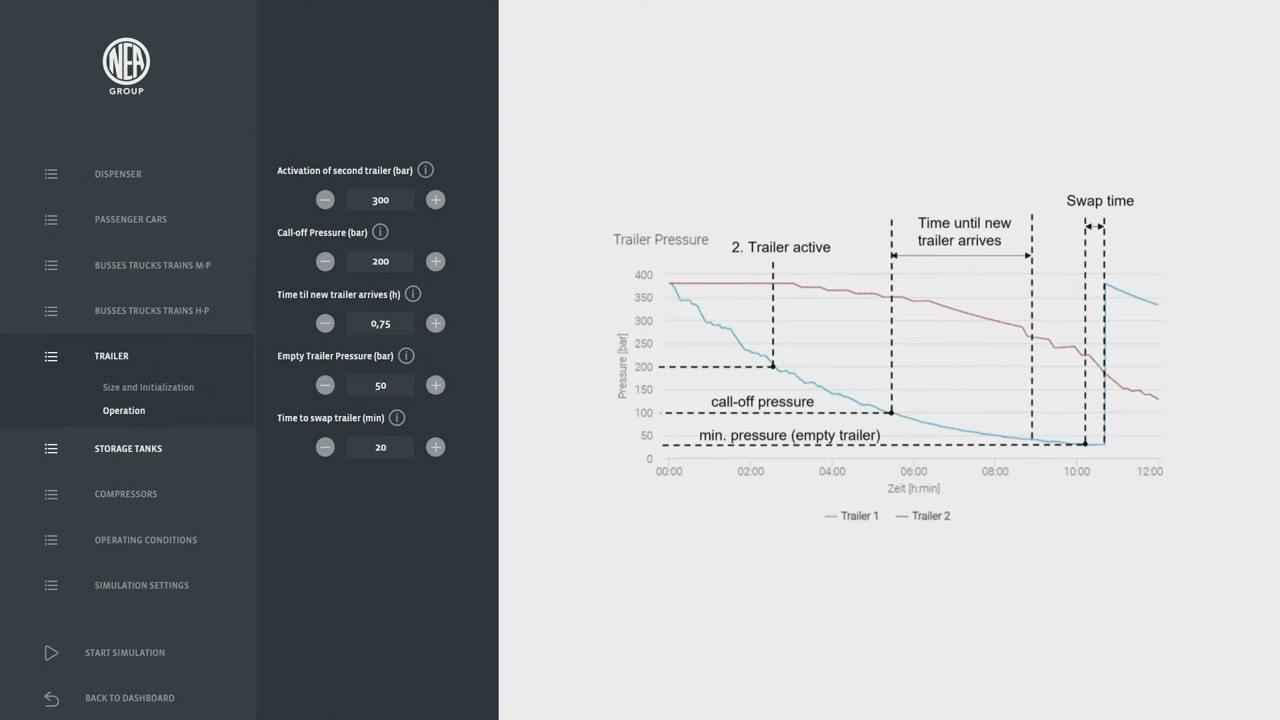 NEA
GROUP
DISPENSER
PASSENGER CARS
BUSSES TRUCKS TRAINS M-P
BUSSES TRUCKS TRAINS H-P
TRAILER
Size and Initialization
Operation
STORAGE TANKS
COMPRESSORS
OPERATING CONDITIONS
SIMULATION SETTINGS
START SIMULATION
BACK TO DASHBOARD
Activation of second trailer (bar)
300
Call-off Pressure (bar)
200
Time til new trailer arrives (h)
0,75
Empty Trailer Pressure (bar)
50
Time to swap trailer (min)
20
Swap time
Time until new
trailer arrives
Trailer Pressure
2. Trailer active
400
350
300
250
200
150
100
50
0
Pressure [bar]
call-off pressure
min. pressure (empty trailer)
00:00 02:00 04:00 06:00 08:00 10:00 12:00
Zeit [h:min]
Trailer 1 Trailer 2